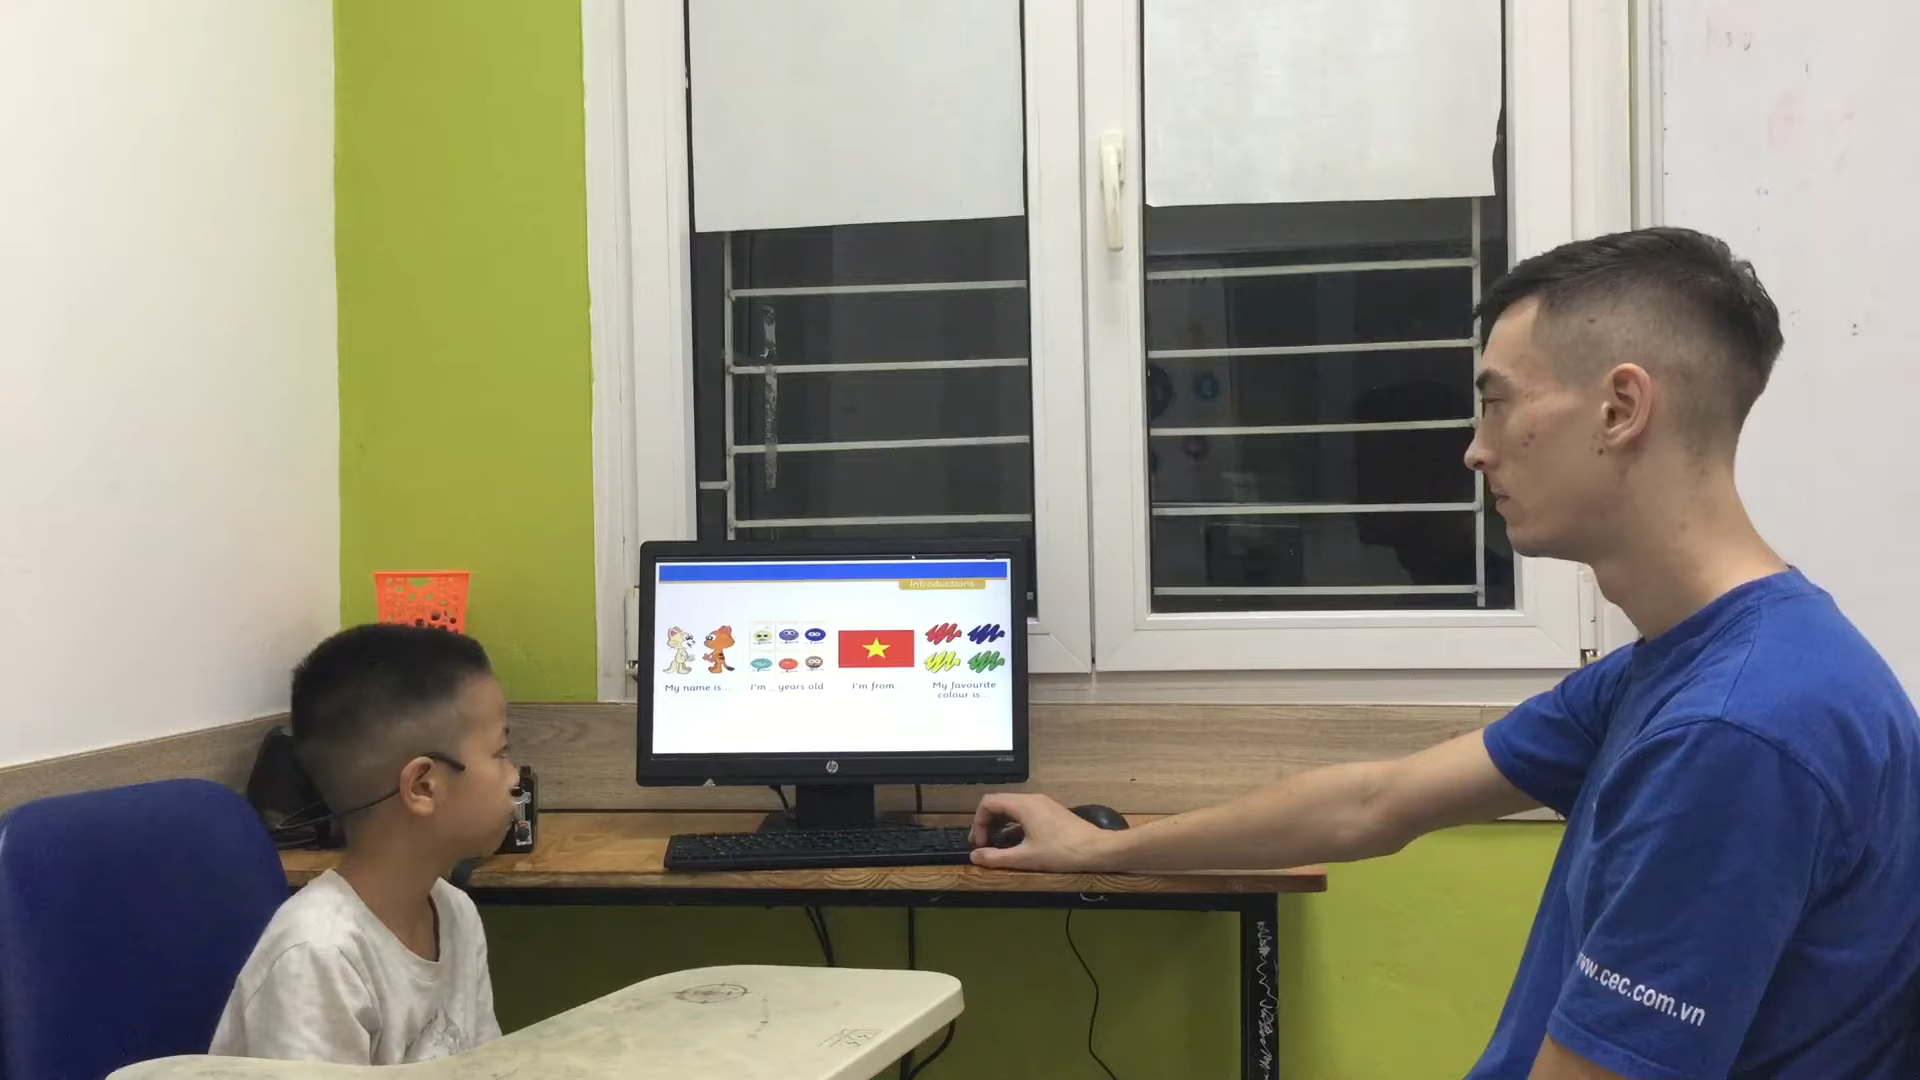 Introductions
My name is...
I'm _ years old
I'm from
My favourite
colour is...
hp
www.cec.com.vn